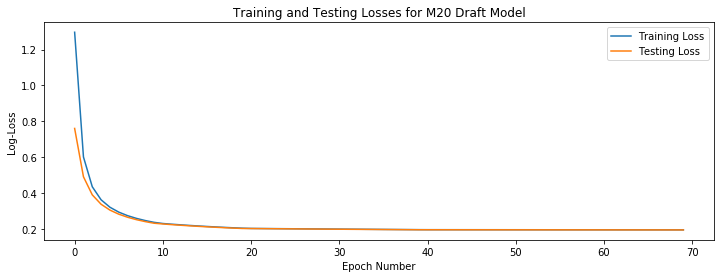 Training and Testing Losses for M20 Draft Model
Training Loss
Testing Loss
Log-Loss
1.2
1.0
0.8
0.6
0.4
0.2
0 10 20 30 40 50 60 70
Epoch Number